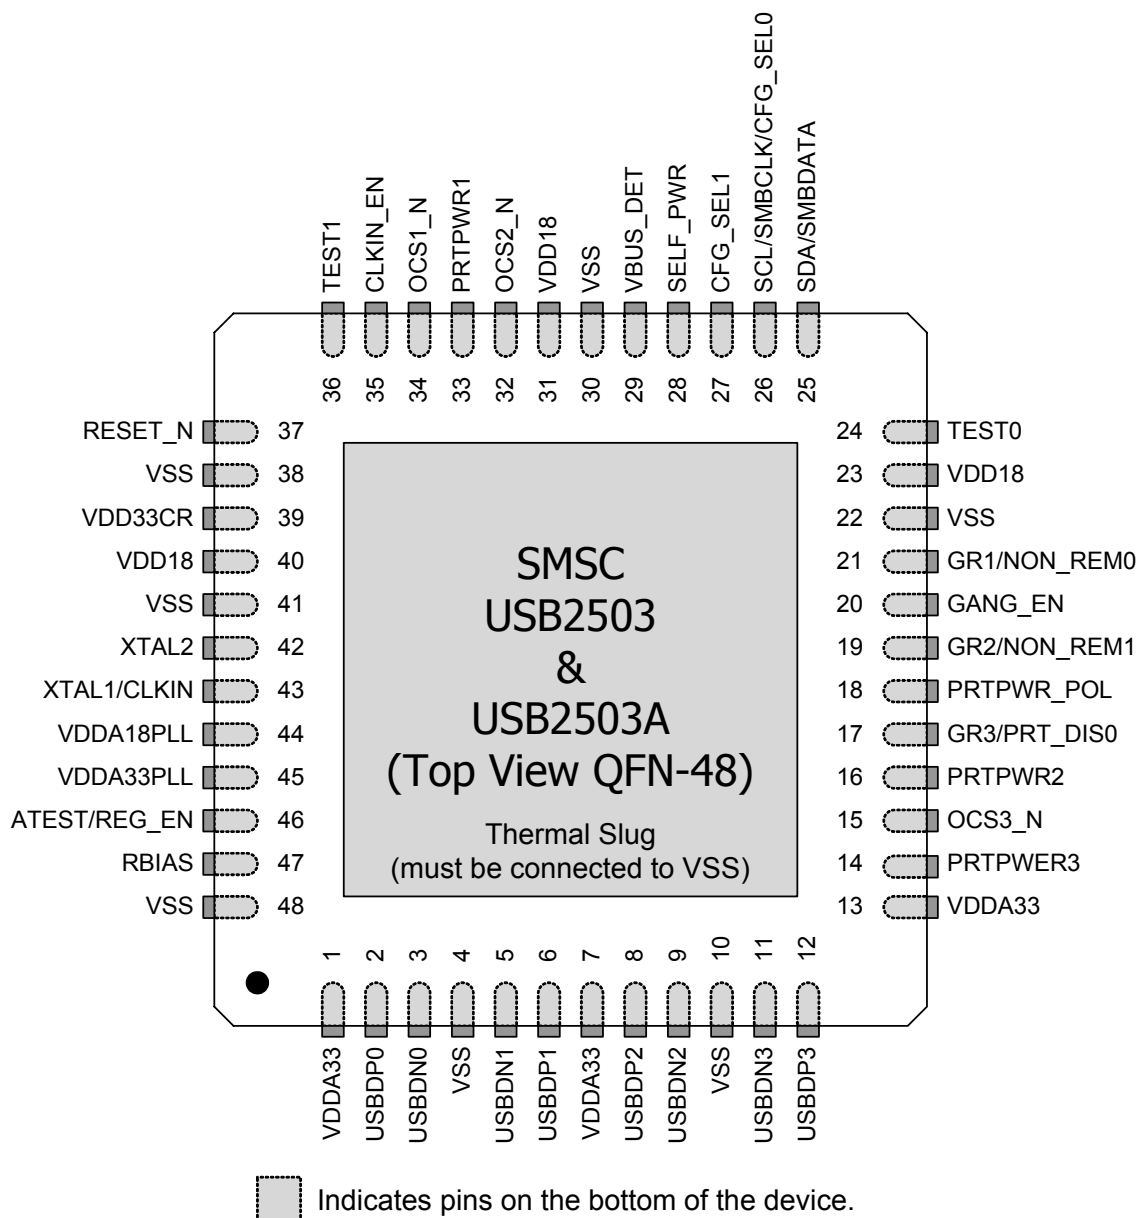 TEST1
CLKIN_EN
OCS1_N
PRTPWR1
OCS2_N
VDD18
VSS
VBUS_DET
SELF_PWR
CFG_SEL1
SCL/SMBCLK/CFG_SEL0
SDA/SMBDATA
36
35
34
33
32
31
30
29
28
27
26
25
RESET_N 37
VSS 38
VDD33CR 39
VDD18 40
VSS 41
XTAL2 42
XTAL1/CLKIN 43
VDDA18PLL 44
VDDA33PLL 45
ATEST/REG_EN 46
RBIAS 47
VSS 48
SMSC
USB2503
&
USB2503A
(Top View QFN-48)
Thermal Slug
(must be connected to VSS)
24 TEST0
23 VDD18
22 VSS
21 GR1/NON_REM0
20 GANG_EN
19 GR2/NON_REM1
18 PRTPWR_POL
17 GR3/PRT_DIS0
16 PRTPWR2
15 OCS3_N
14 PRTPWER3
13 VDDA33
1
2
3
4
5
6
7
8
9
10
11
12
VDDA33
USBDP0
USBDN0
VSS
USBDN1
USBDP1
VDDA33
USBDP2
USBDN2
VSS
USBDN3
USBDP3
Indicates pins on the bottom of the device.